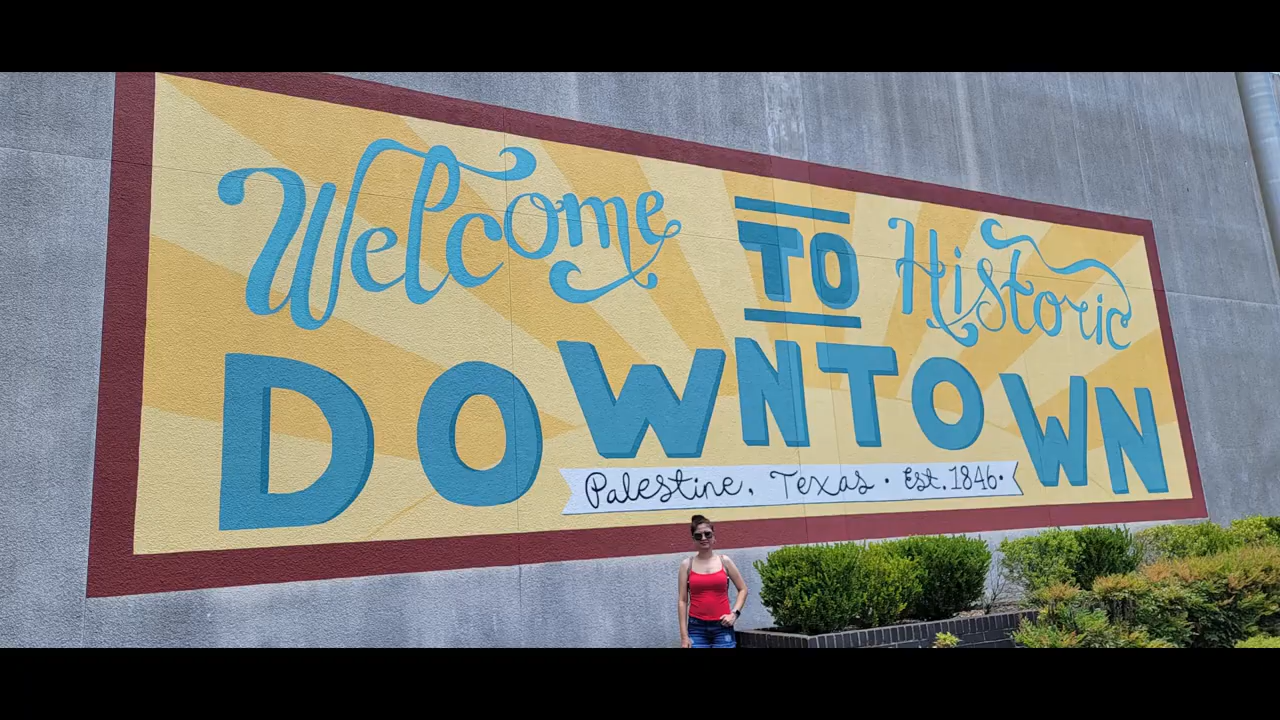 Welcome TO Historic
DOWNTOWN
Palestine, Texas • Est. 1846•